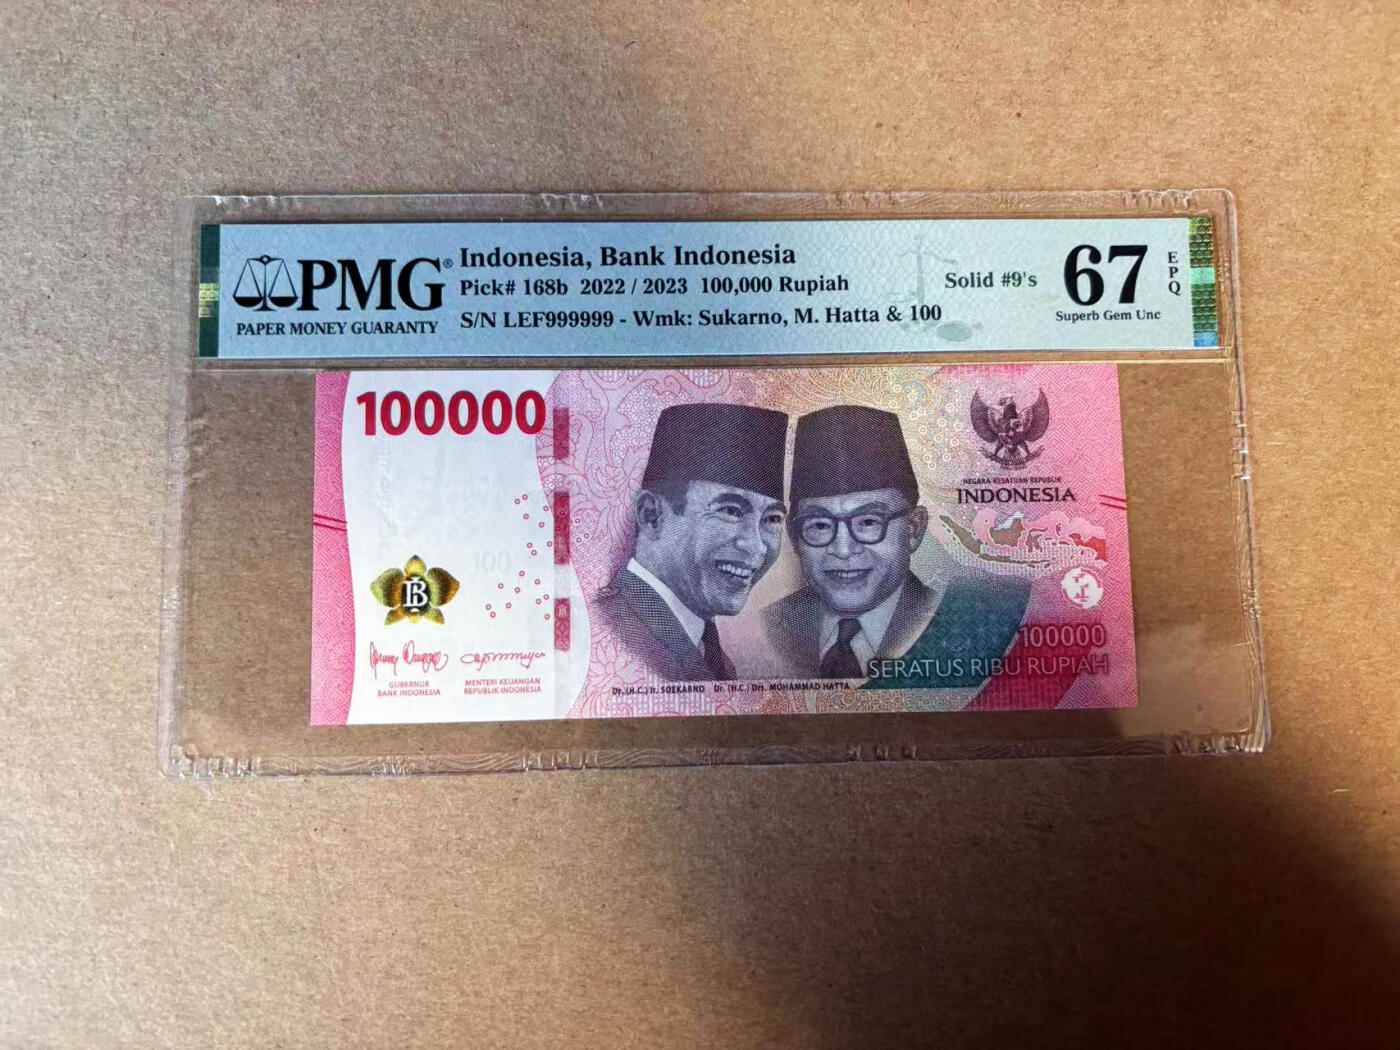 PMG®
PAPER MONEY GUARANTY
Indonesia, Bank Indonesia
Pick# 168b 2022 / 2023 100,000 Rupiah
S/N LEF999999 - Wmk: Sukarno, M. Hatta & 100
Solid #9's
67
EPQ
Superb Gem Unc
100000
NEGARA KESATUAN REPUBLIK
INDONESIA
100
BI
100000
SERATUS RIBU RUPIAH
GUBERNUR
BANK INDONESIA
MENTERI KEUANGAN
REPUBLIK INDONESIA
Dr. (H.C.) Ir. SOEKARNO
Dr. (H.C.) Drs. MOHAMMAD HATTA